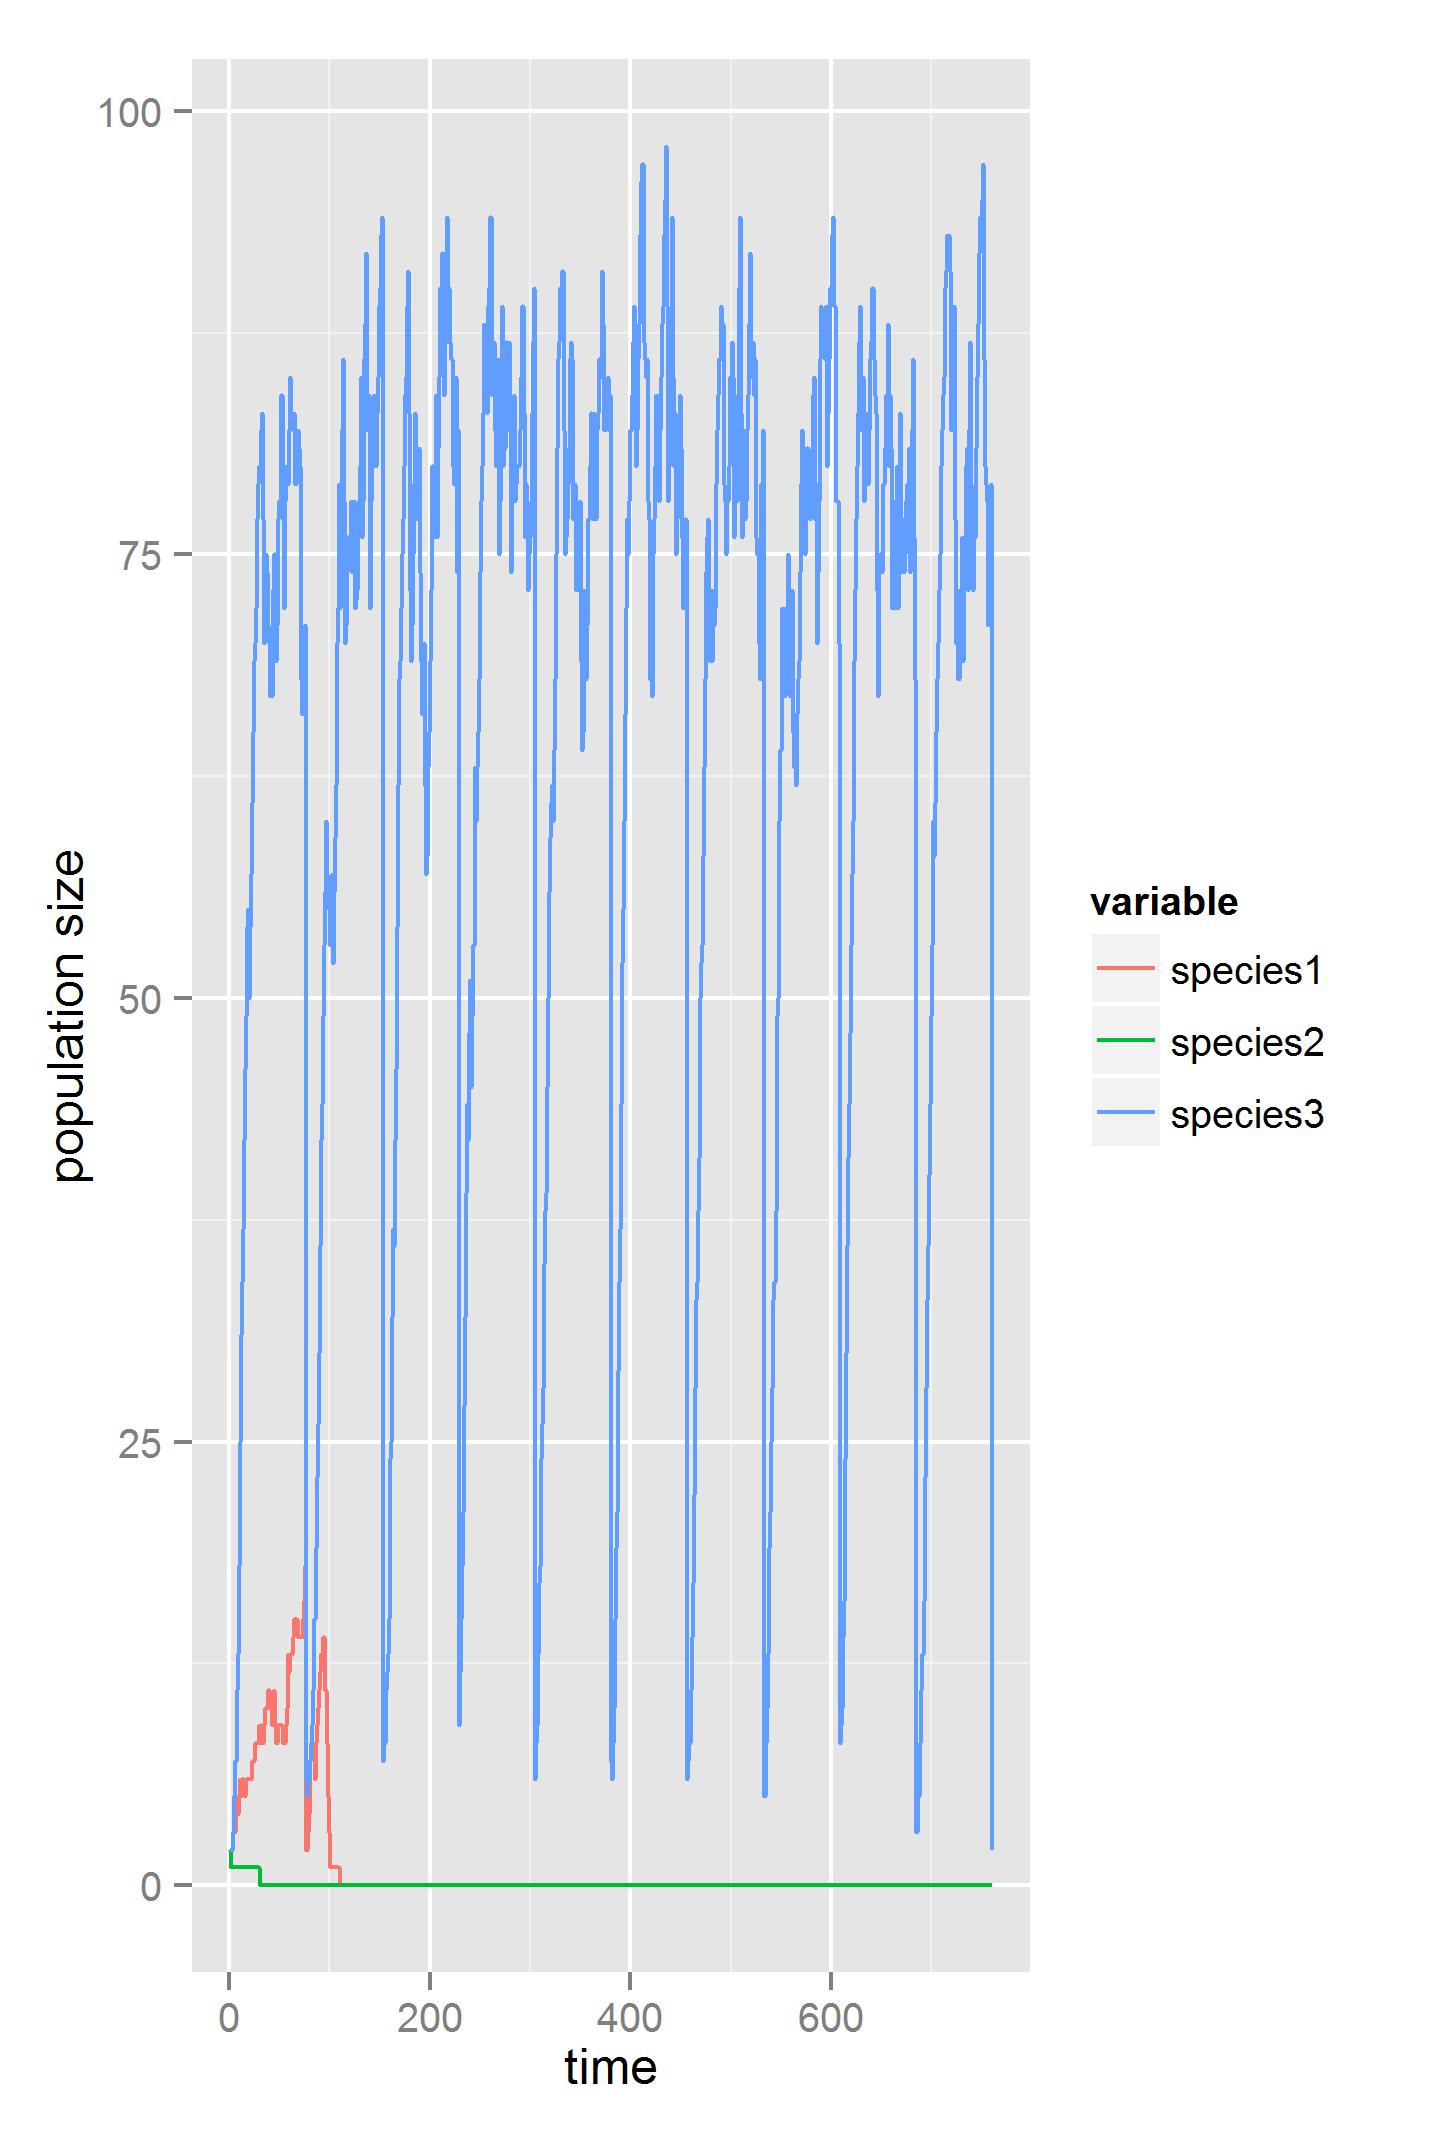 100
75
50
25
0
population size
0 200 400 600
time
variable
species1
species2
species3